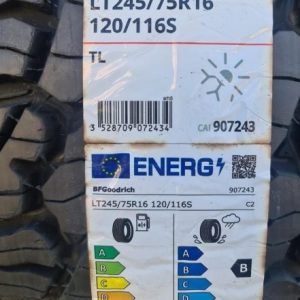 LT245/75R16
120/116S
TL
3 528709 072434
CAI 907243
ENERG
BFGoodrich 907243
LT245/75R16 120/116S C2
A A
B B B
C C
D D